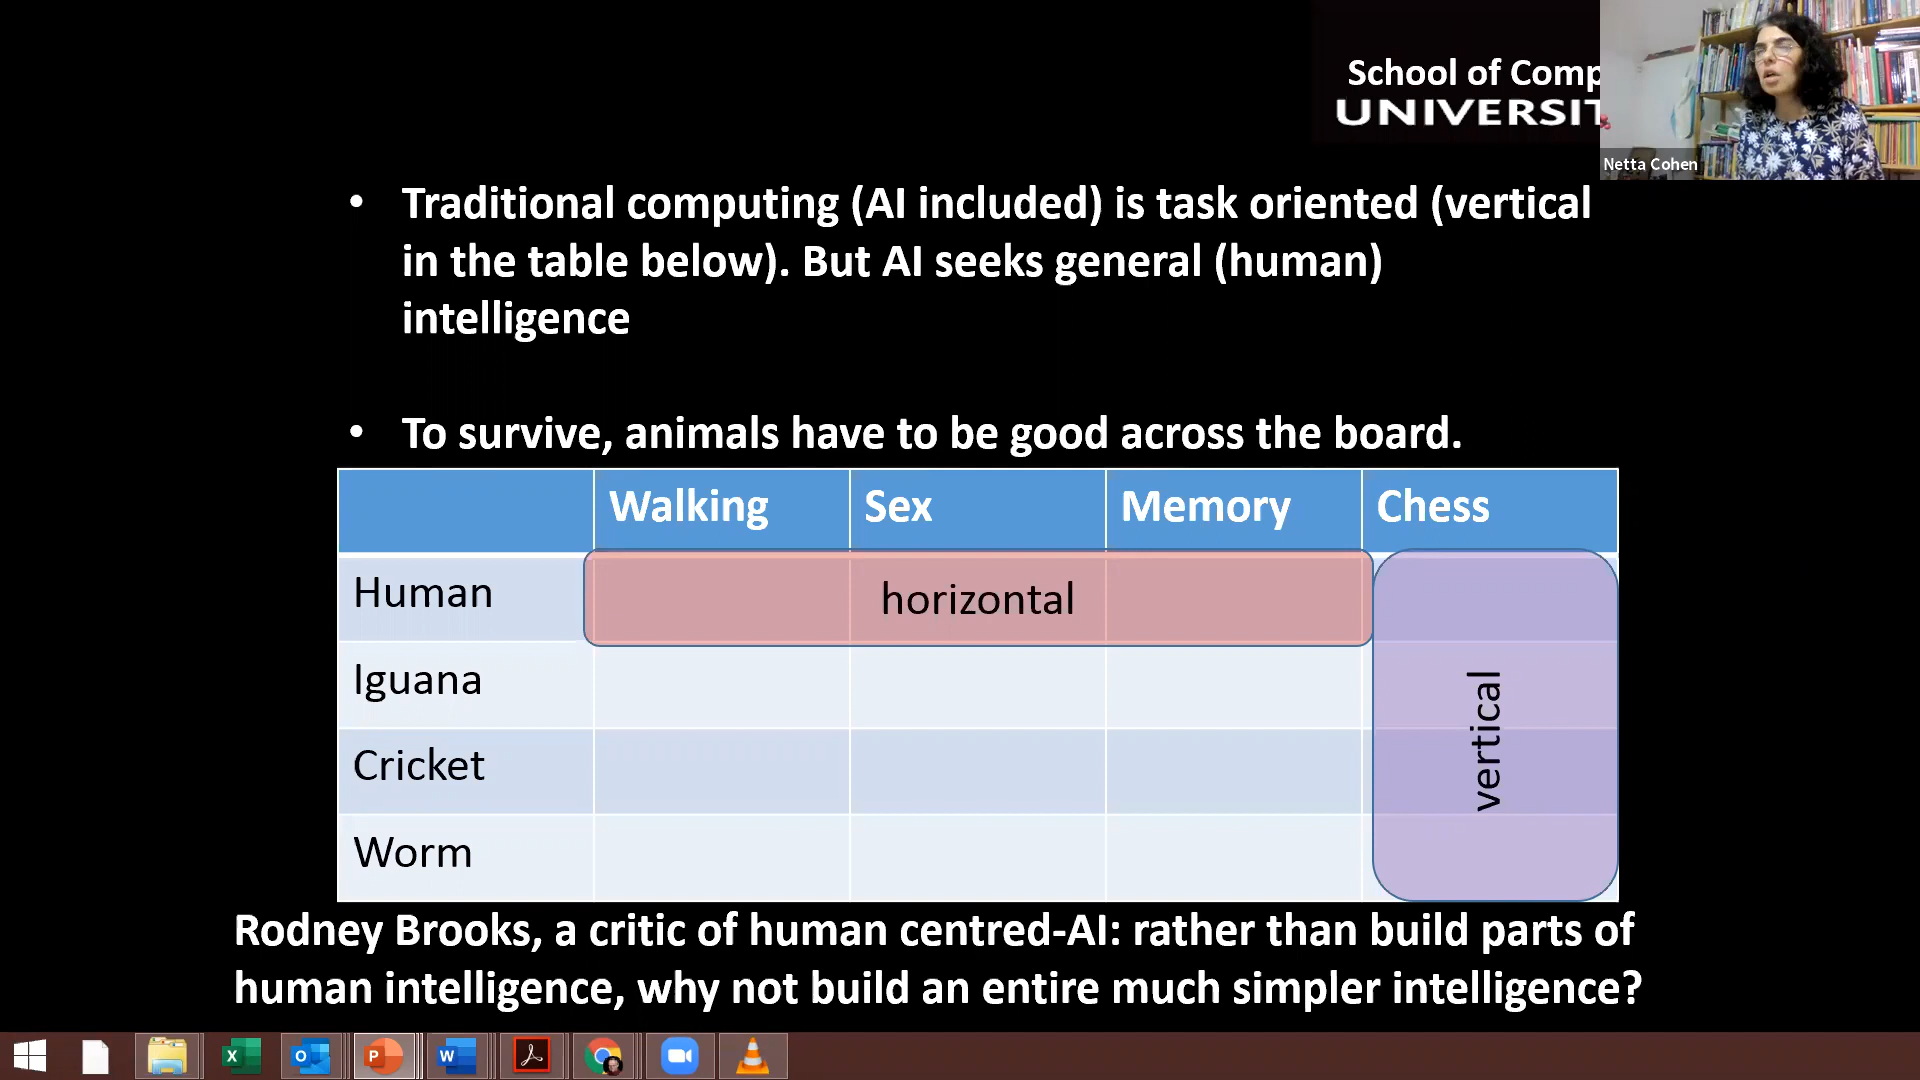 School of Comp
UNIVERSIT
Netta Cohen
• Traditional computing (AI included) is task oriented (vertical
in the table below). But AI seeks general (human)
intelligence
• To survive, animals have to be good across the board.
Walking Sex Memory Chess
Human horizontal
Iguana
vertical
Cricket
Worm
Rodney Brooks, a critic of human centred-AI: rather than build parts of
human intelligence, why not build an entire much simpler intelligence?